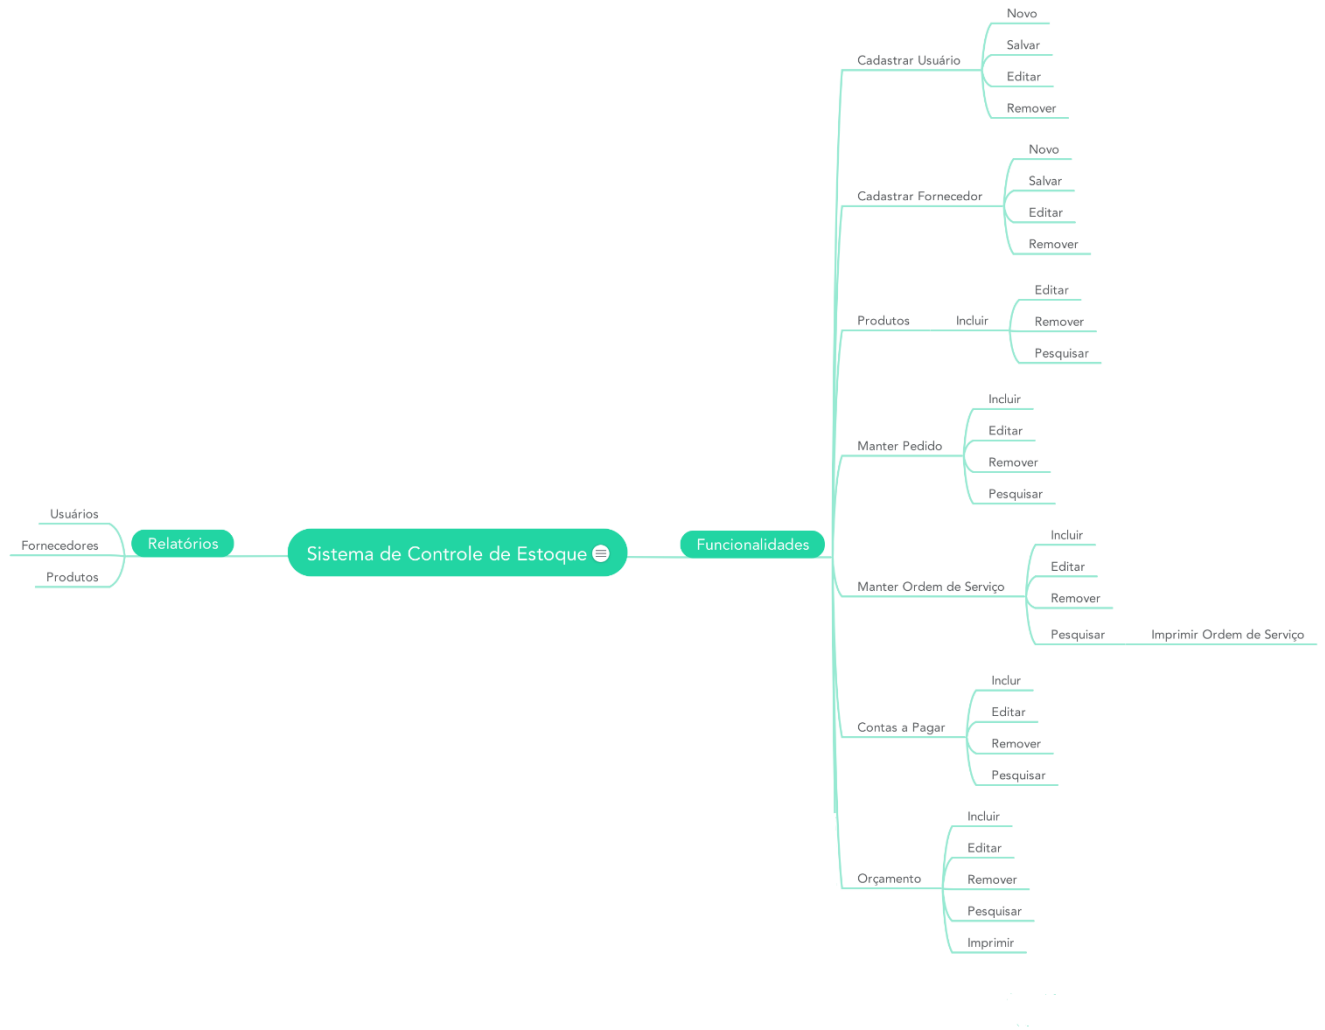 Sistema de Controle de Estoque
Relatórios
Usuários
Fornecedores
Produtos
Funcionalidades
Cadastrar Usuário
Novo
Salvar
Editar
Remover
Cadastrar Fornecedor
Novo
Salvar
Editar
Remover
Produtos
Incluir
Editar
Remover
Pesquisar
Manter Pedido
Incluir
Editar
Remover
Pesquisar
Manter Ordem de Serviço
Incluir
Editar
Remover
Pesquisar
Imprimir Ordem de Serviço
Contas a Pagar
Inclur
Editar
Remover
Pesquisar
Orçamento
Incluir
Editar
Remover
Pesquisar
Imprimir